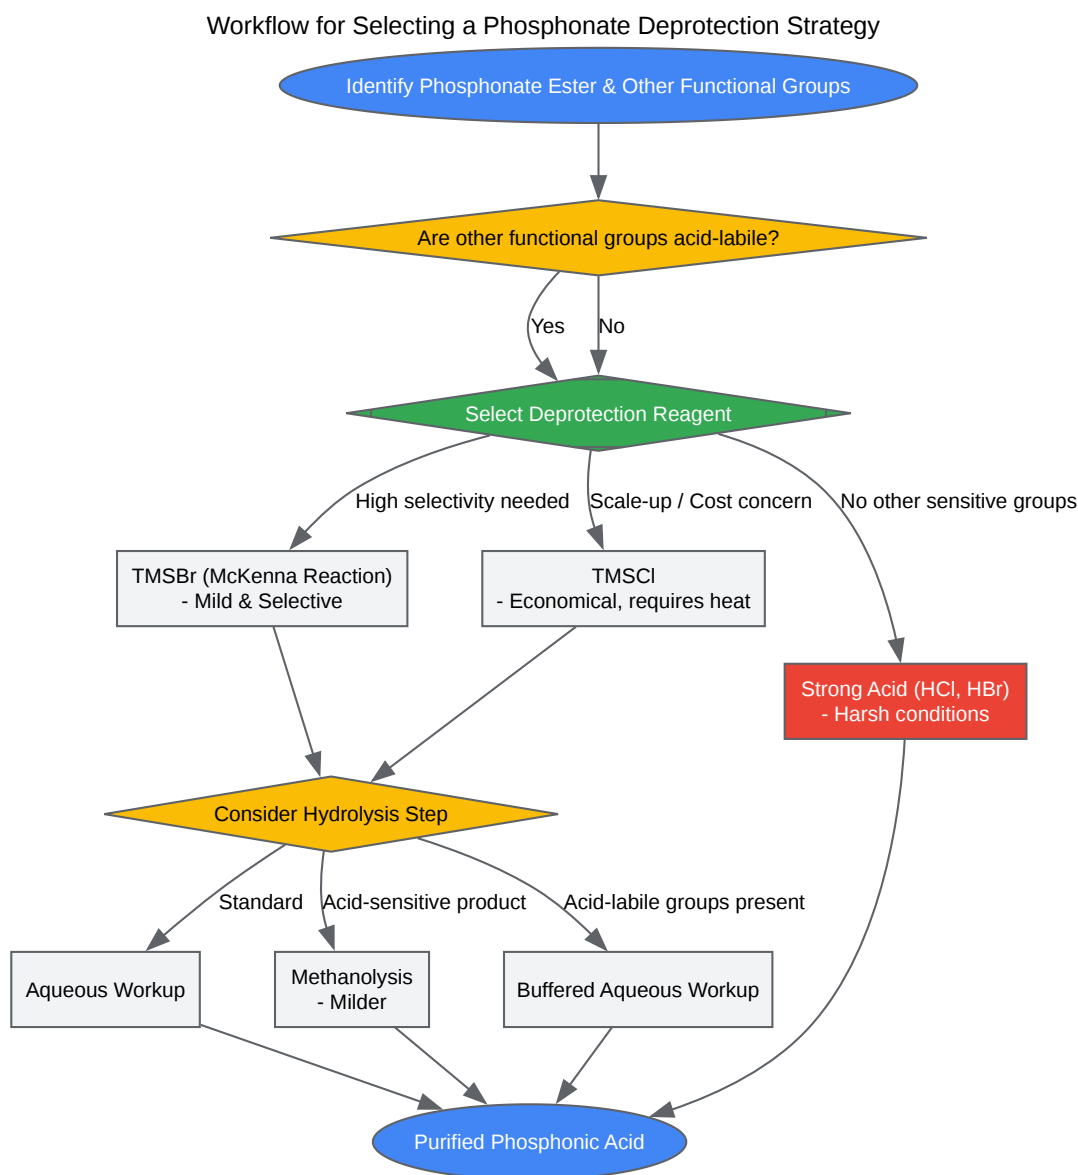 Workflow for Selecting a Phosphonate Deprotection Strategy
Identify Phosphonate Ester & Other Functional Groups
Are other functional groups acid-labile?
Yes
No
Select Deprotection Reagent
High selectivity needed
Scale-up / Cost concern
No other sensitive groups
TMSBr (McKenna Reaction)
- Mild & Selective
TMSCl
- Economical, requires heat
Strong Acid (HCl, HBr)
- Harsh conditions
Consider Hydrolysis Step
Standard
Acid-sensitive product
Acid-labile groups present
Aqueous Workup
Methanolysis
- Milder
Buffered Aqueous Workup
Purified Phosphonic Acid